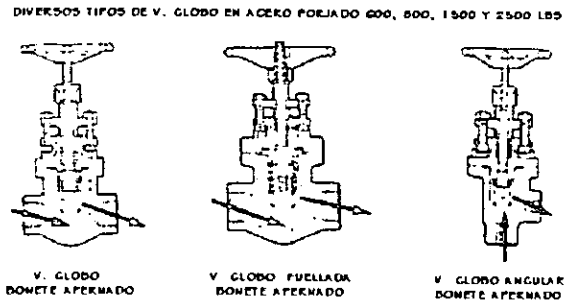 DIVERSOS TIPOS DE V. GLOBO EN ACERO FORJADO 600, 800, 1500 Y 2500 LBS
V. GLOBO
BONETE APERNADO
V GLOBO FUELLADA
BONETE APERNADO
V GLOBO ANGULAR
BONETE APERNADO